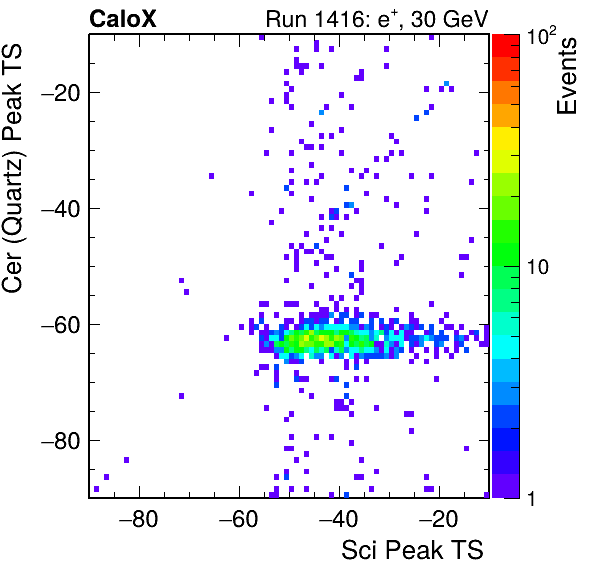 CaloX Run 1416: e⁺, 30 GeV
Cer (Quartz) Peak TS
−20
−40
−60
−80
−80 −60 −40 −20
Sci Peak TS
10²
10
1
Events